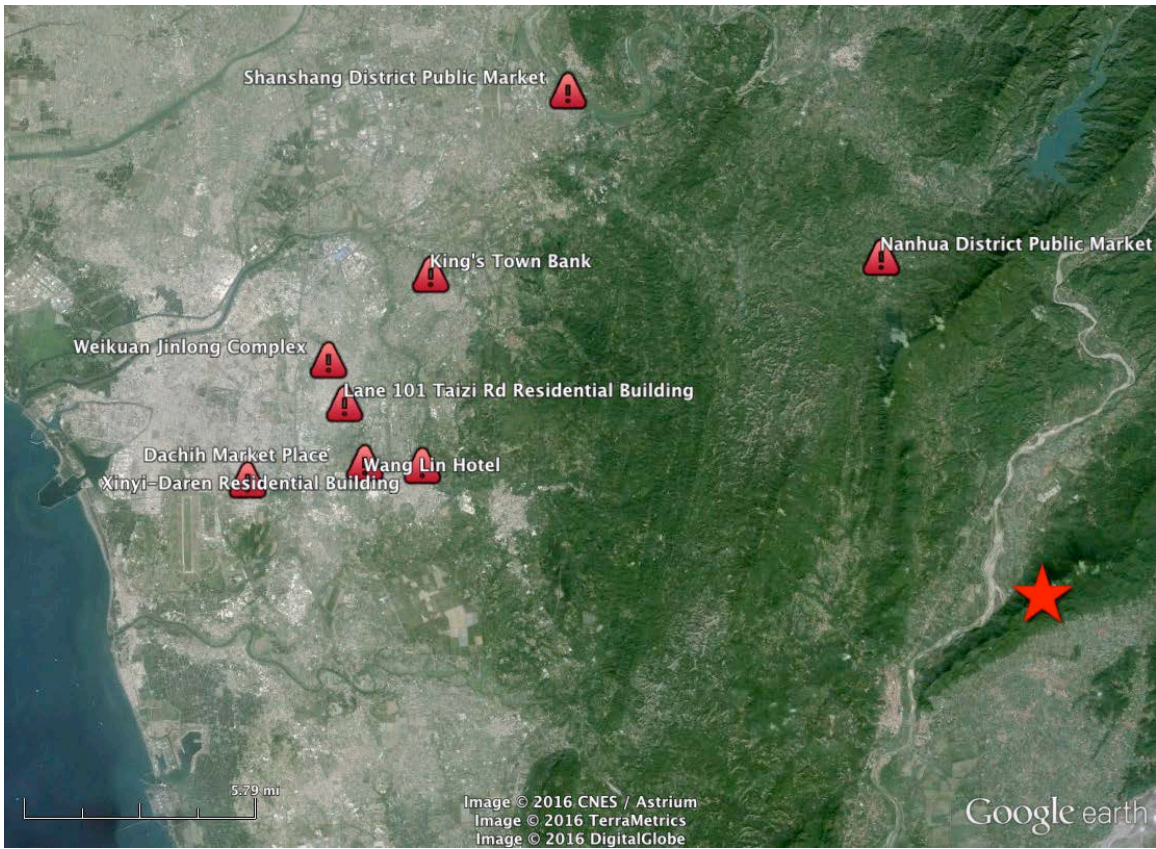 Shanshang District Public Market
Nanhua District Public Market
King's Town Bank
Weikuan Jinlong Complex
Lane 101 Taizi Rd Residential Building
Dachih Market Place
Wang Lin Hotel
Xinyi-Daren Residential Building
5.79 mi
Image © 2016 CNES / Astrium
Image © 2016 TerraMetrics
Image © 2016 DigitalGlobe
Google earth